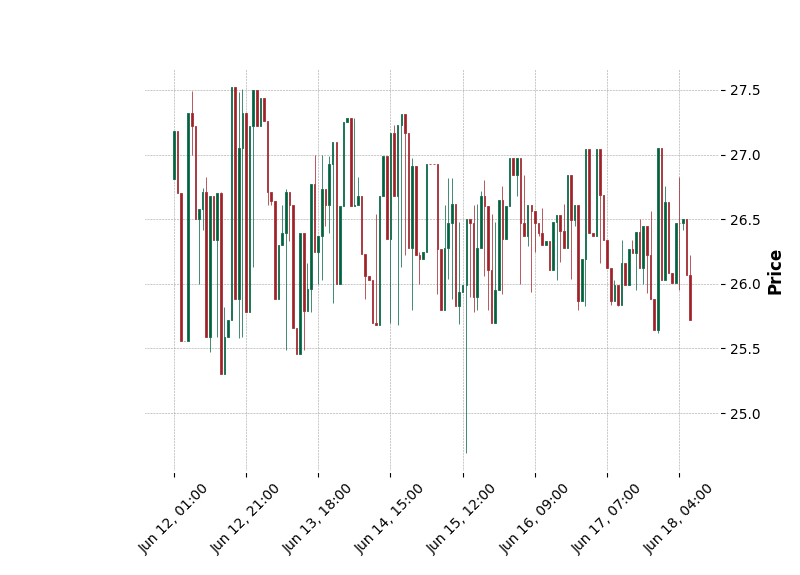 27.5
27.0
26.5
26.0
25.5
25.0
Price
Jun 12, 01:00
Jun 12, 21:00
Jun 13, 18:00
Jun 14, 15:00
Jun 15, 12:00
Jun 16, 09:00
Jun 17, 07:00
Jun 18, 04:00